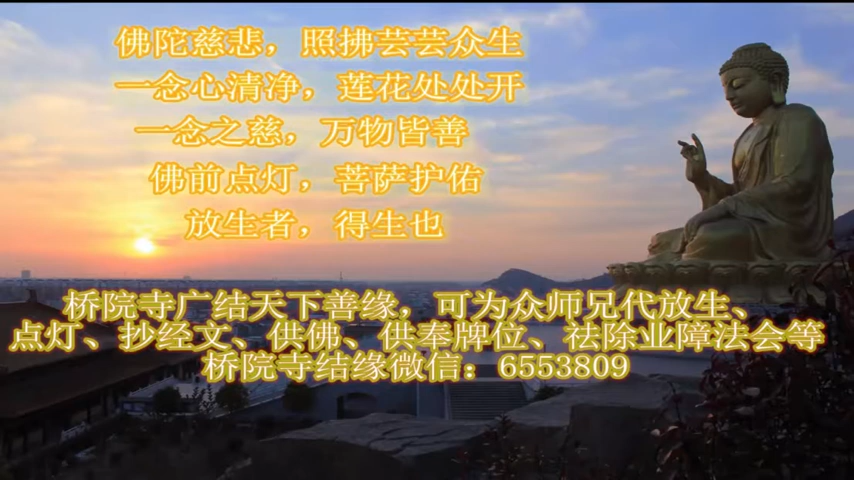 佛陀慈悲，照拂芸芸众生
一念心清净，莲花处处开
一念之慈，万物皆善
佛前点灯，菩萨护佑
放生者，得生也
桥院寺广结天下善缘，可为众师兄代放生、
点灯、抄经文、供佛、供奉牌位、祛除业障法会等
桥院寺结缘微信：6553809